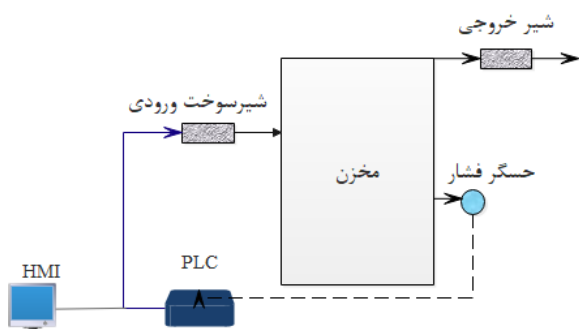 شیر خروجی
شیرسوخت ورودی
مخزن
حسگر فشار
PLC
HMI